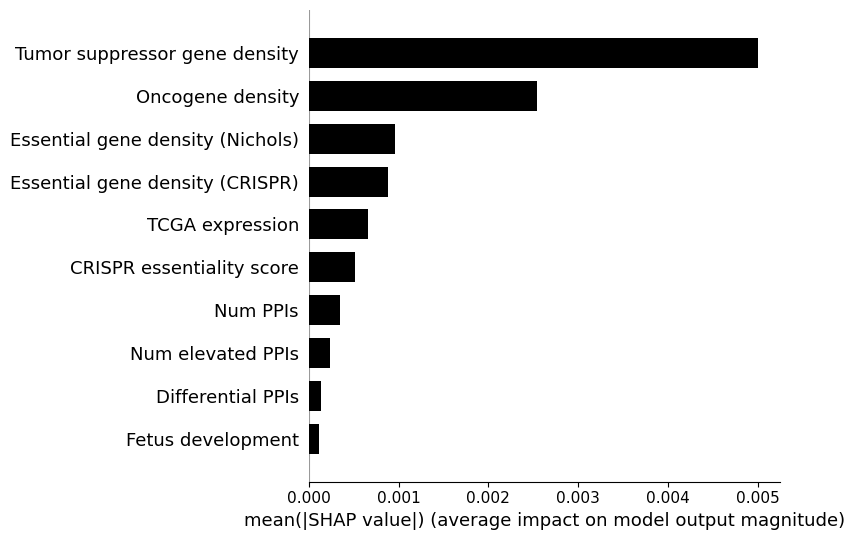 Tumor suppressor gene density
Oncogene density
Essential gene density (Nichols)
Essential gene density (CRISPR)
TCGA expression
CRISPR essentiality score
Num PPIs
Num elevated PPIs
Differential PPIs
Fetus development
0.000 0.001 0.002 0.003 0.004 0.005
mean(|SHAP value|) (average impact on model output magnitude)